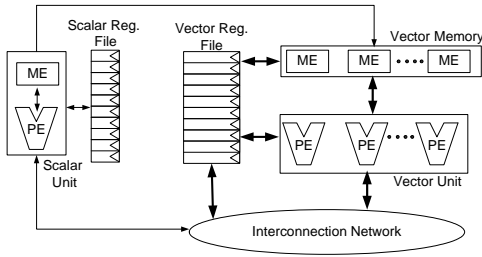 Scalar Reg.
File
Vector Reg.
File
Vector Memory
ME
ME
ME
ME
PE
PE
PE
PE
Scalar
Unit
Vector Unit
Interconnection Network